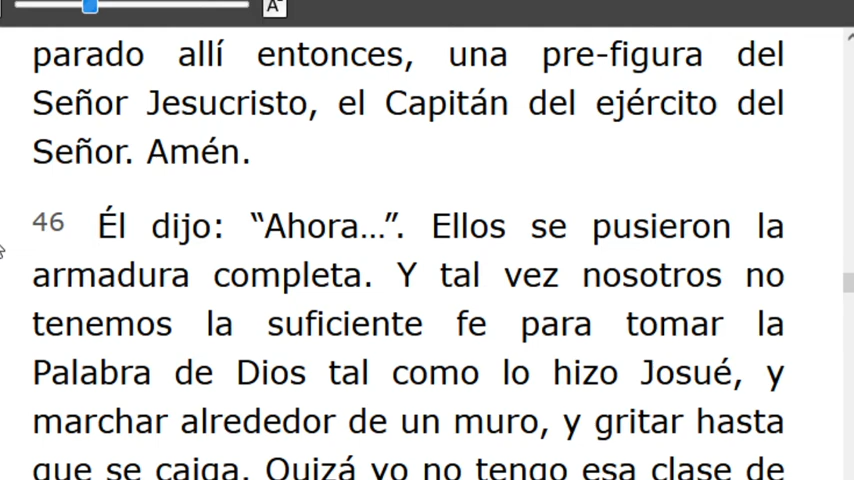 A
parado allí entonces, una pre-figura del
Señor Jesucristo, el Capitán del ejército del
Señor. Amén.
46 Él dijo: “Ahora…”. Ellos se pusieron la
armadura completa. Y tal vez nosotros no
tenemos la suficiente fe para tomar la
Palabra de Dios tal como lo hizo Josué, y
marchar alrededor de un muro, y gritar hasta
que se caiga. Quizá yo no tengo esa clase de